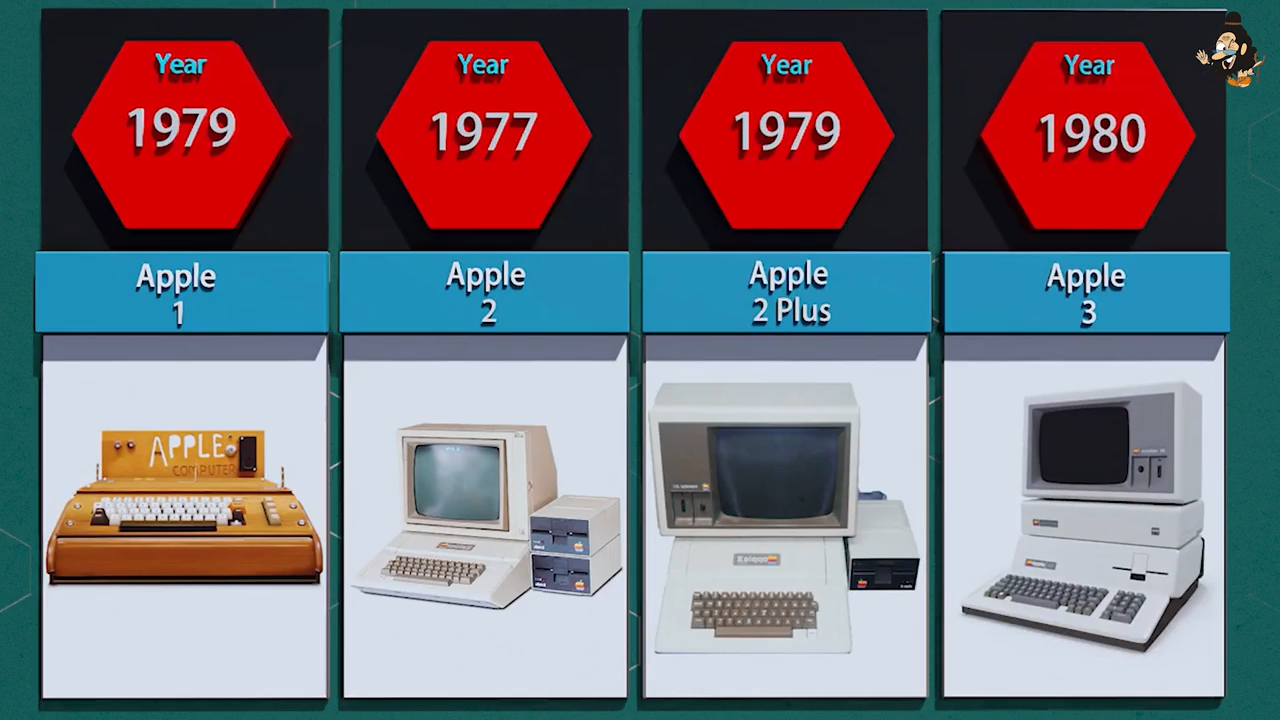 Year
1979
Apple
1
APPLE
COMPUTER
Year
1977
Apple
2
Year
1979
Apple
2 Plus
Year
1980
Apple
3